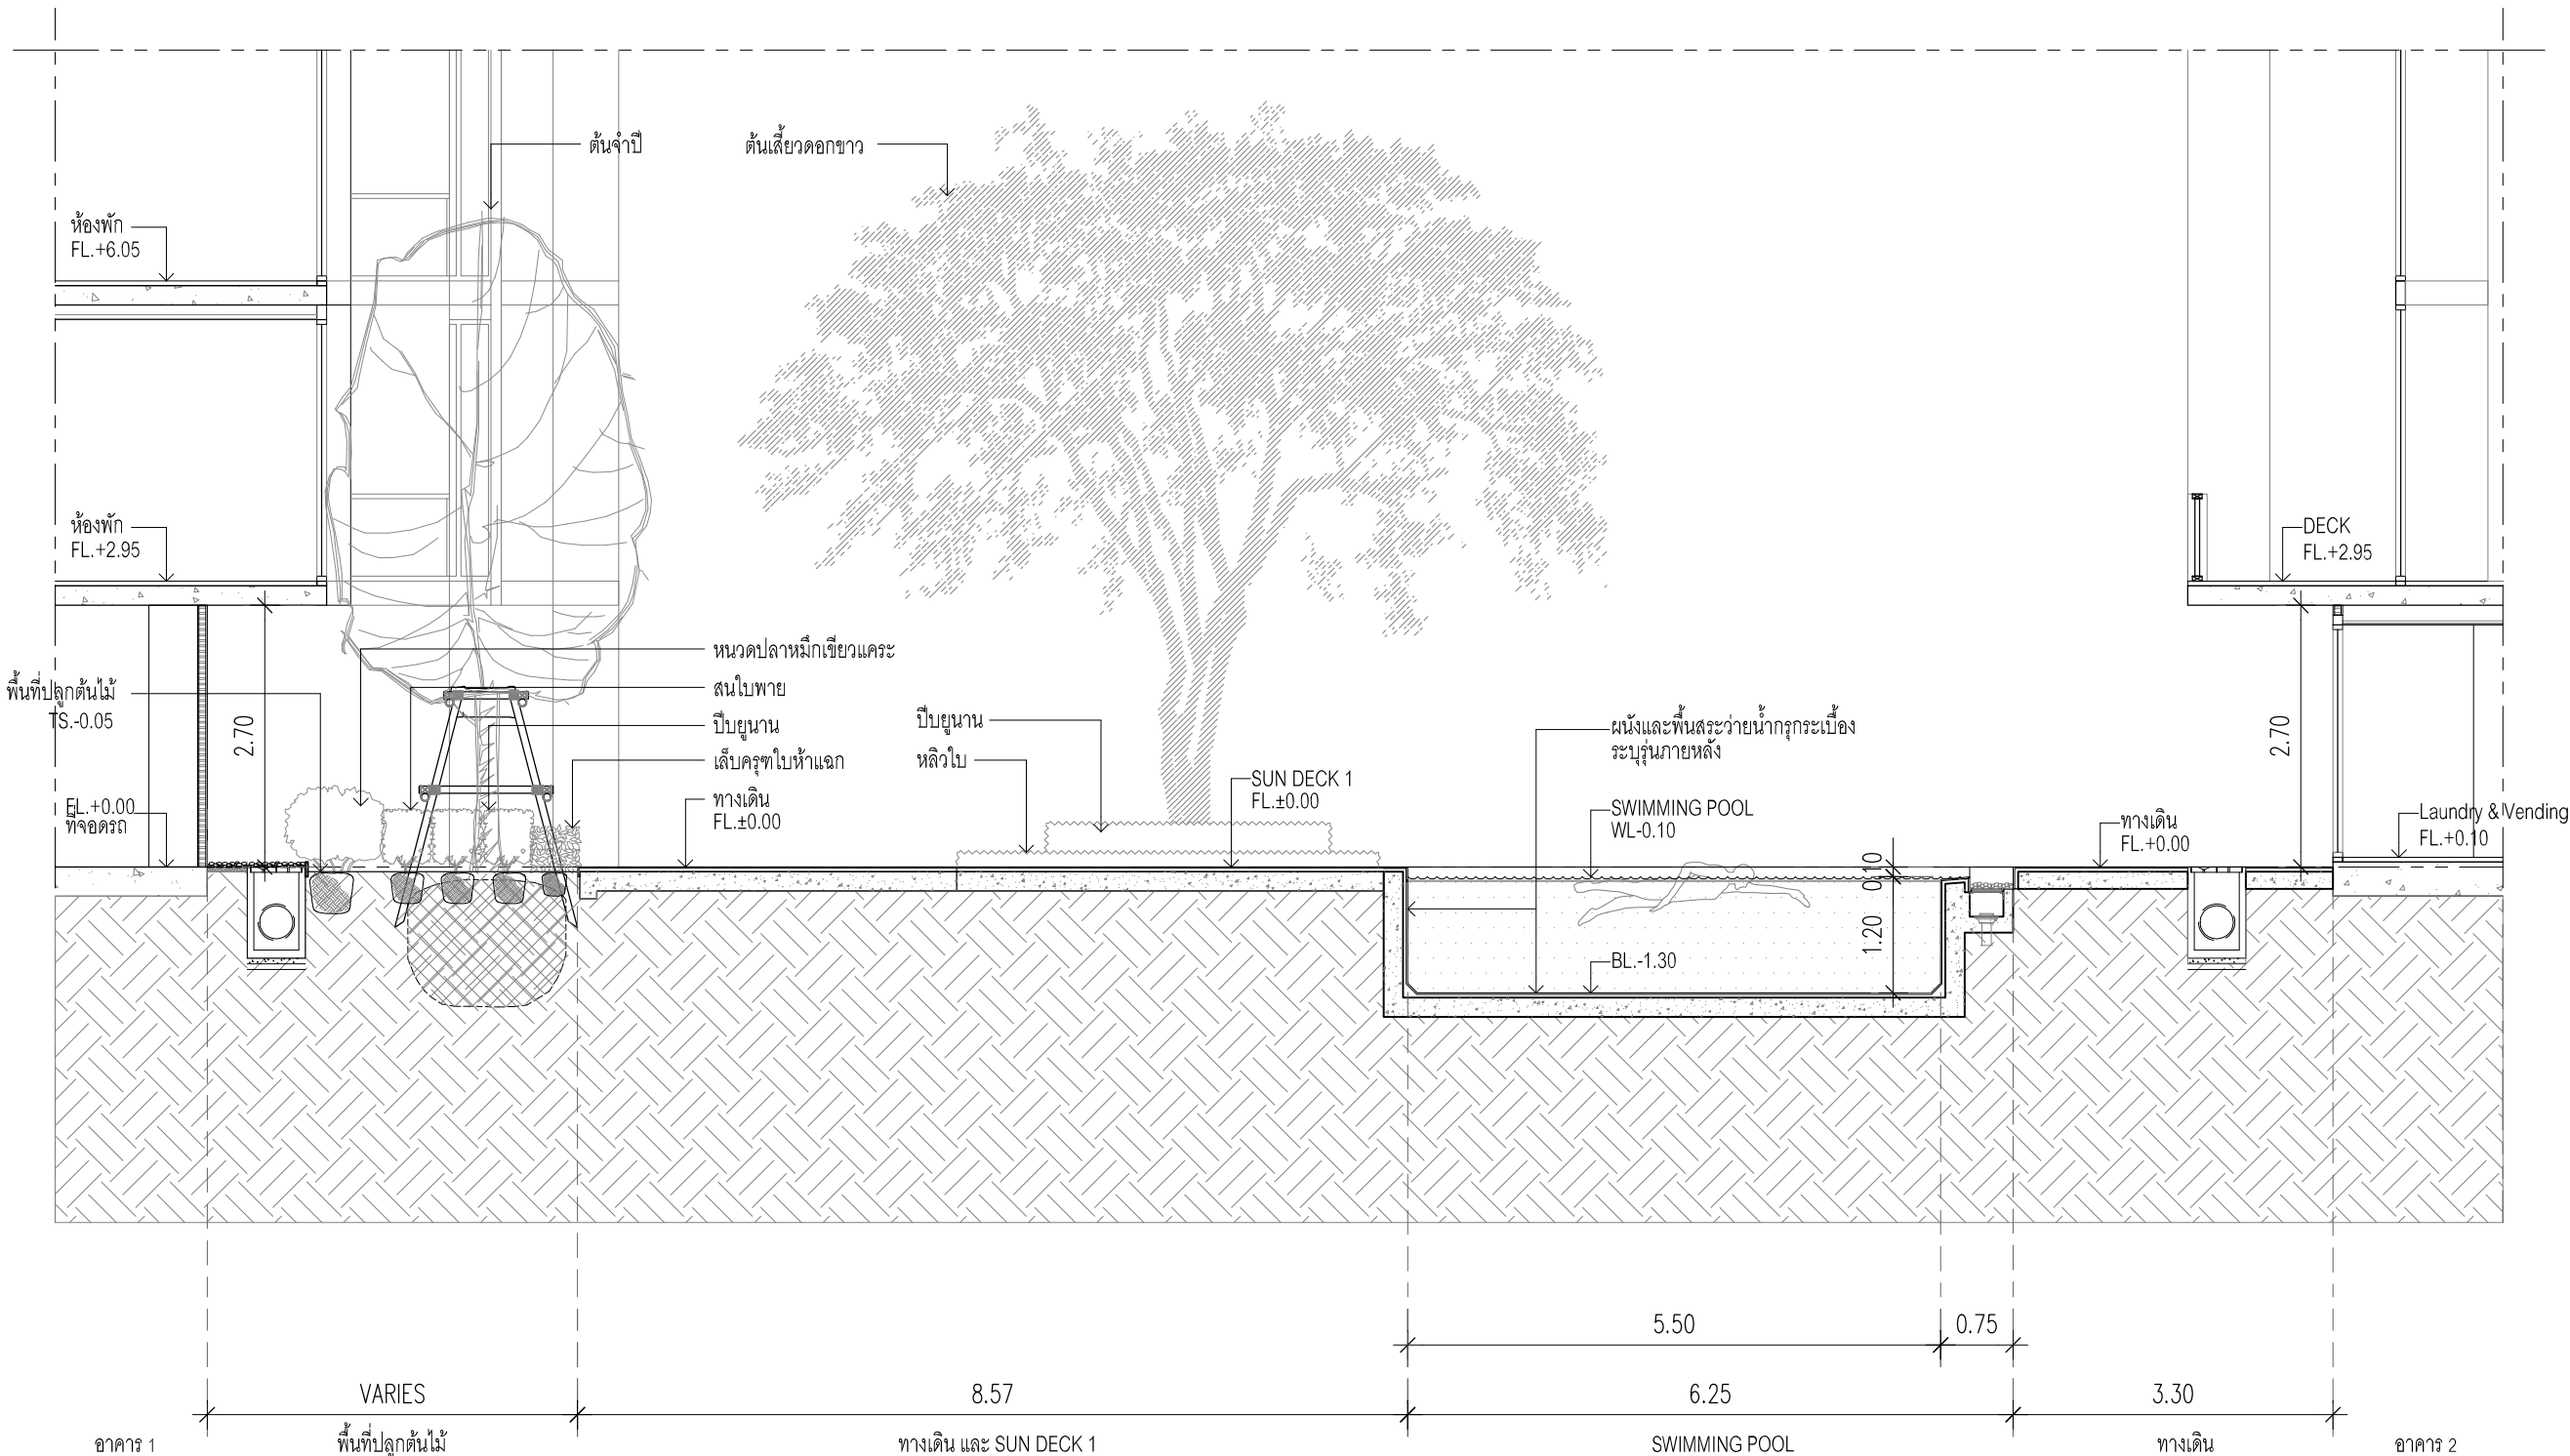 ต้นจำปี
ต้นเสี้ยวดอกขาว
ห้องพัก
FL.+6.05
ห้องพัก
FL.+2.95
DECK
FL.+2.95
หนวดปลาหมึกเขียวแคระ
สนใบพาย
ปีบยูนาน
เล็บครุฑใบห้าแฉก
ทางเดิน
FL.±0.00
พื้นที่ปลูกต้นไม้
TS.-0.05
2.70
FL.+0.00
ที่จอดรถ
ปีบยูนาน
หลิวใบ
SUN DECK 1
FL.±0.00
ผนังและพื้นสระว่ายน้ำกรุกระเบื้อง
ระบุรุ่นภายหลัง
SWIMMING POOL
WL-0.10
BL.-1.30
0.10
1.20
2.70
ทางเดิน
FL.+0.00
Laundry & Vending
FL.+0.10
5.50
0.75
VARIES
8.57
6.25
3.30
อาคาร 1
พื้นที่ปลูกต้นไม้
ทางเดิน และ SUN DECK 1
SWIMMING POOL
ทางเดิน
อาคาร 2